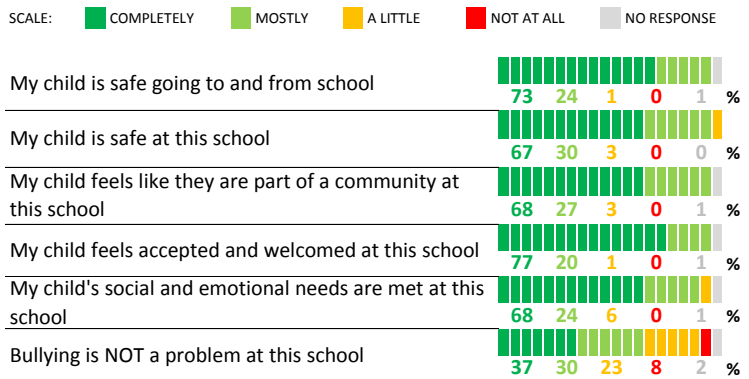 SCALE: COMPLETELY MOSTLY A LITTLE NOT AT ALL NO RESPONSE
My child is safe going to and from school
73 24 1 0 1 %
My child is safe at this school
67 30 3 0 0 %
My child feels like they are part of a community at
this school
68 27 3 0 1 %
My child feels accepted and welcomed at this school
77 20 1 0 1 %
My child's social and emotional needs are met at this
school
68 24 6 0 1 %
Bullying is NOT a problem at this school
37 30 23 8 2 %